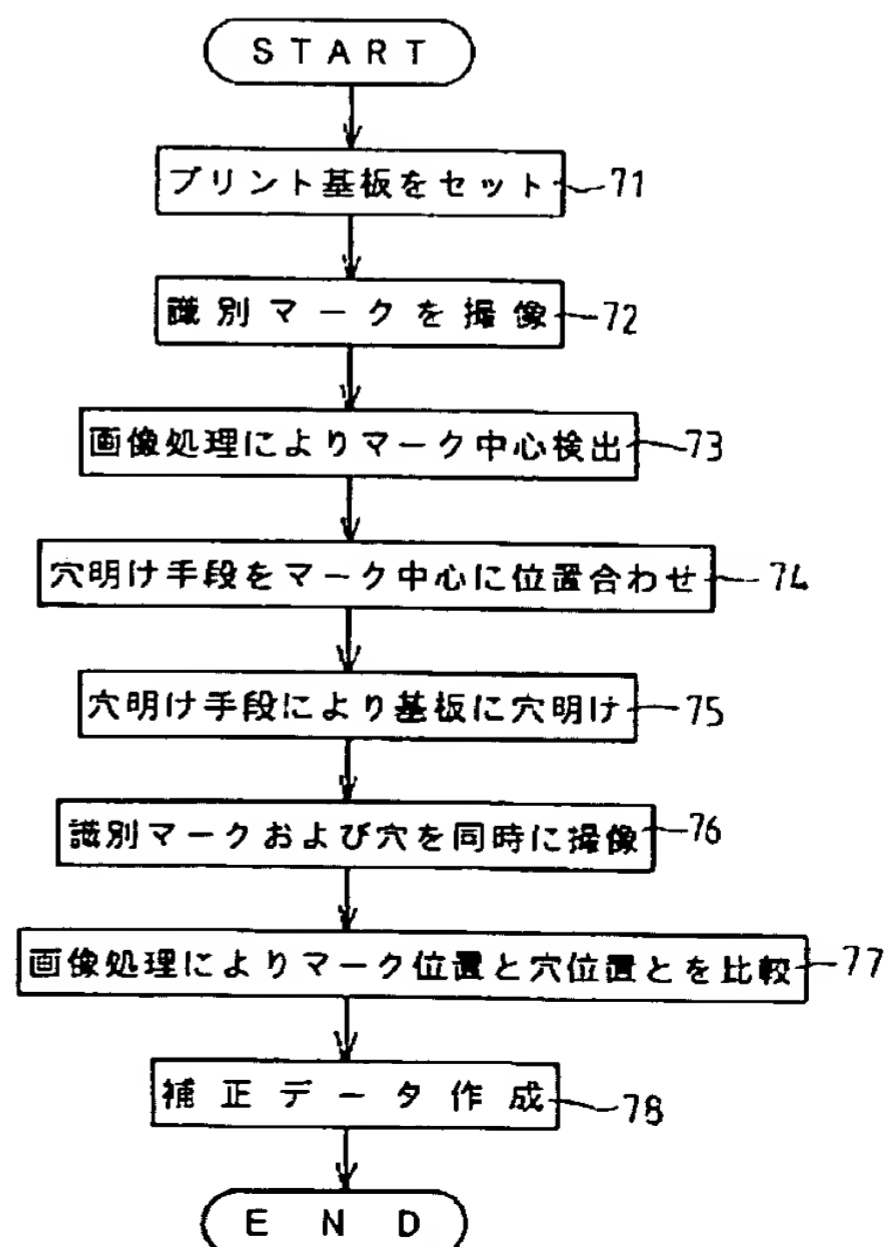 START
プリント基板をセット 71
識別マークを撮像 72
画像処理によりマーク中心検出 73
穴明け手段をマーク中心に位置合わせ 74
穴明け手段により基板に穴明け 75
識別マークおよび穴を同時に撮像 76
画像処理によりマーク位置と穴位置とを比較 77
補正データ作成 78
END